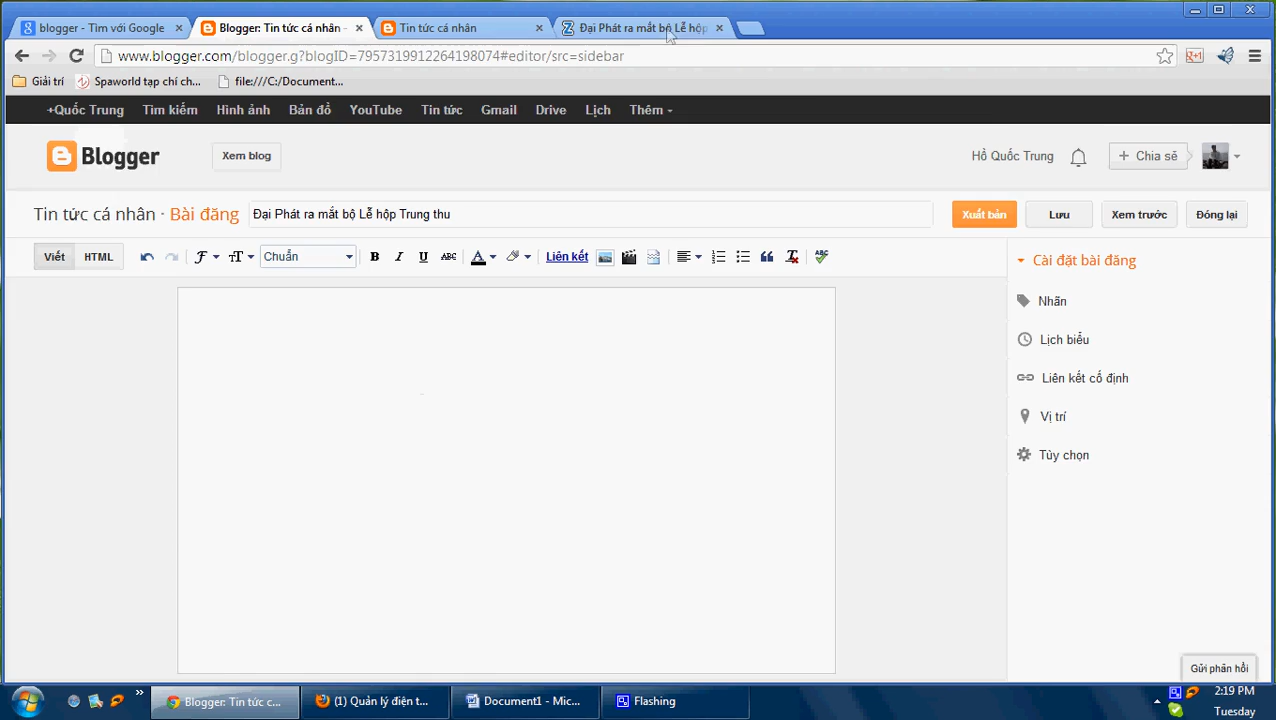 blogger - Tìm với Google
Blogger: Tin tức cá nhân -
Tin tức cá nhân
Đại Phát ra mắt bộ Lễ hộp
www.blogger.com/blogger.g?blogID=7957319912264198074#editor/src=sidebar
Giải trí
Spaworld tạp chí ch...
file:///C:/Document...
+Quốc Trung Tìm kiếm Hình ảnh Bản đồ YouTube Tin tức Gmail Drive Lịch Thêm
Blogger
Xem blog
Hồ Quốc Trung
+ Chia sẻ
Tin tức cá nhân · Bài đăng
Đại Phát ra mắt bộ Lễ hộp Trung thu
Xuất bản
Lưu
Xem trước
Đóng lại
Viết HTML
Chuẩn
B I U ABC A Liên kết
Cài đặt bài đăng
Nhãn
Lịch biểu
Liên kết cố định
Vị trí
Tùy chọn
Gửi phản hồi
Blogger: Tin tức c...
(1) Quản lý điện t...
Document1 - Mic...
Flashing
2:19 PM
Tuesday